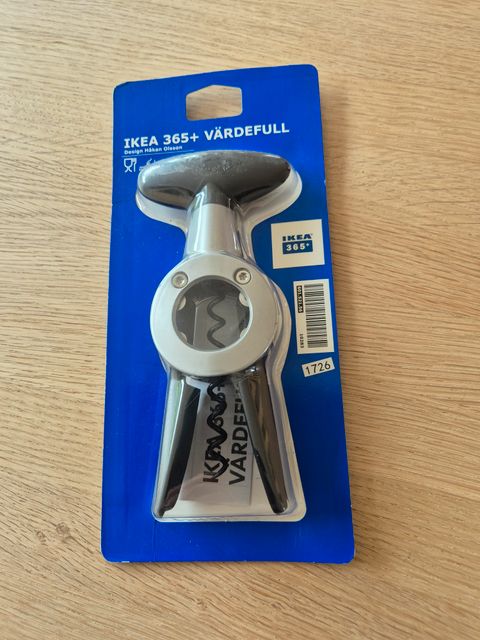 IKEA 365+ VÄRDEFULL
Design Håkan Olsson
IKEA
365+
1726
VÄRDEFULL